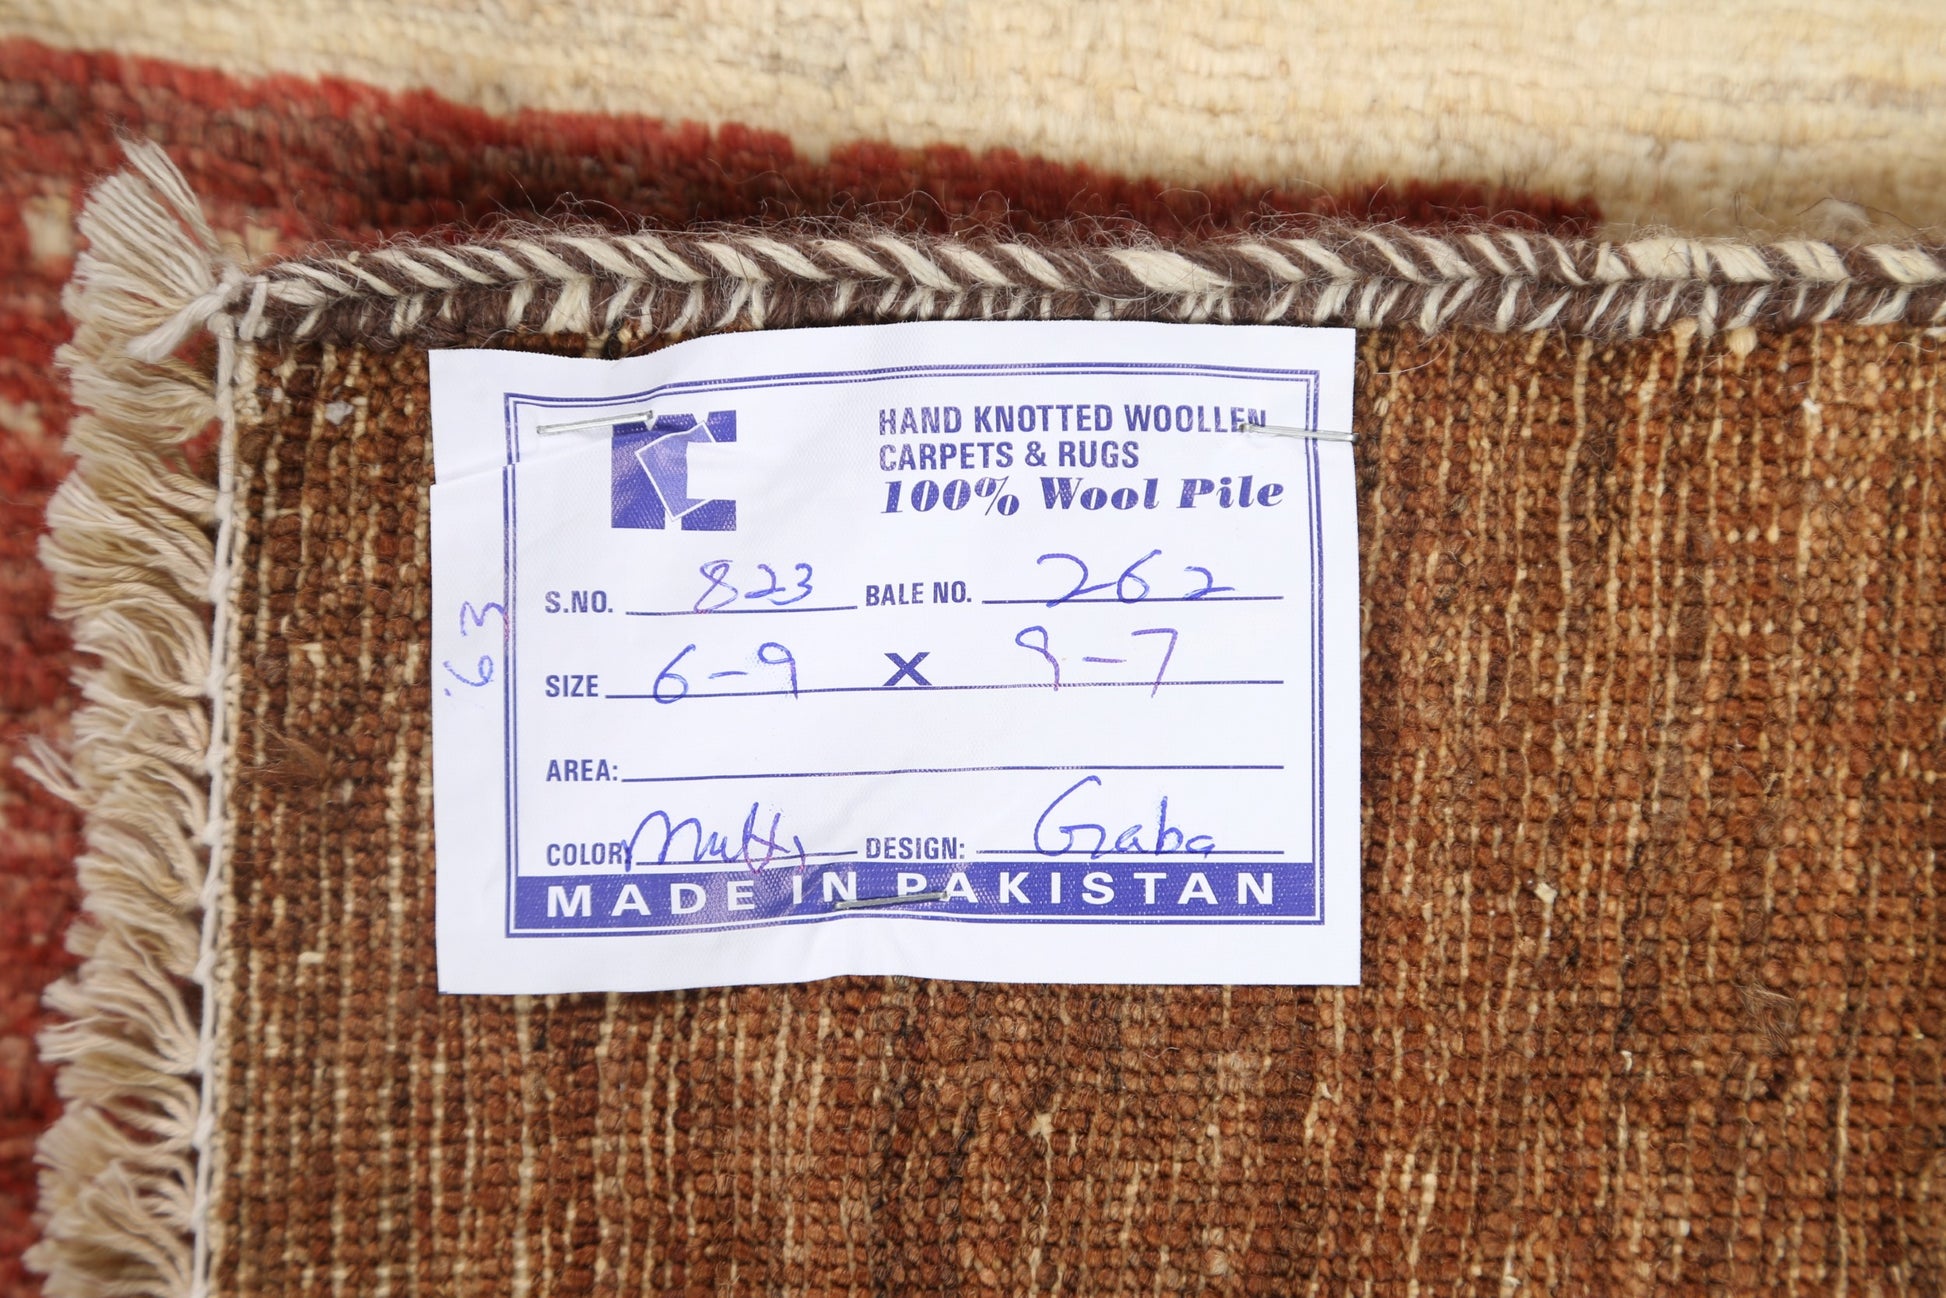 HAND KNOTTED WOOLLEN
CARPETS & RUGS
100% Wool Pile
S.NO. 823 BALE NO. 262
SIZE 6-9 X 9-7
AREA:
COLOR Multi, DESIGN: Gaba
MADE IN PAKISTAN
63